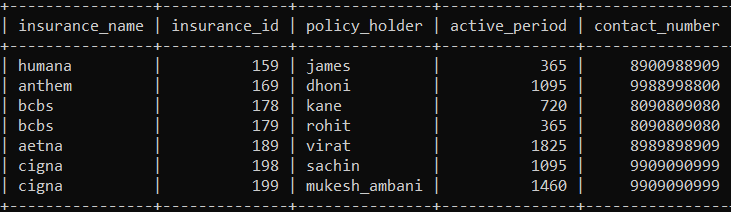 | insurance_name | insurance_id | policy_holder | active_period | contact_number |
| humana | 159 | james | 365 | 8900988909 |
| anthem | 169 | dhoni | 1095 | 9988998800 |
| bcbs | 178 | kane | 720 | 8090809080 |
| bcbs | 179 | rohit | 365 | 8090809080 |
| aetna | 189 | virat | 1825 | 8989898909 |
| cigna | 198 | sachin | 1095 | 9909090999 |
| cigna | 199 | mukesh_ambani | 1460 | 9909090999 |